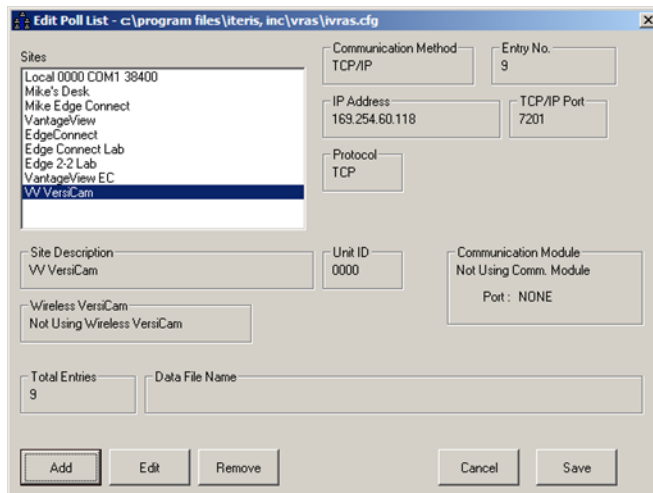 Edit Poll List - c:\program files\iteris, inc\vras\ivras.cfg
Sites
Local 0000 COM1 38400
Mike's Desk
Mike Edge Connect
VantageView
EdgeConnect
Edge Connect Lab
Edge 2-2 Lab
VantageView EC
VV VersiCam
Communication Method
TCP/IP
Entry No.
9
IP Address
169.254.60.118
TCP/IP Port
7201
Protocol
TCP
Site Description
VV VersiCam
Unit ID
0000
Communication Module
Not Using Comm. Module
Port : NONE
Wireless VersiCam
Not Using Wireless VersiCam
Total Entries
9
Data File Name
Add
Edit
Remove
Cancel
Save